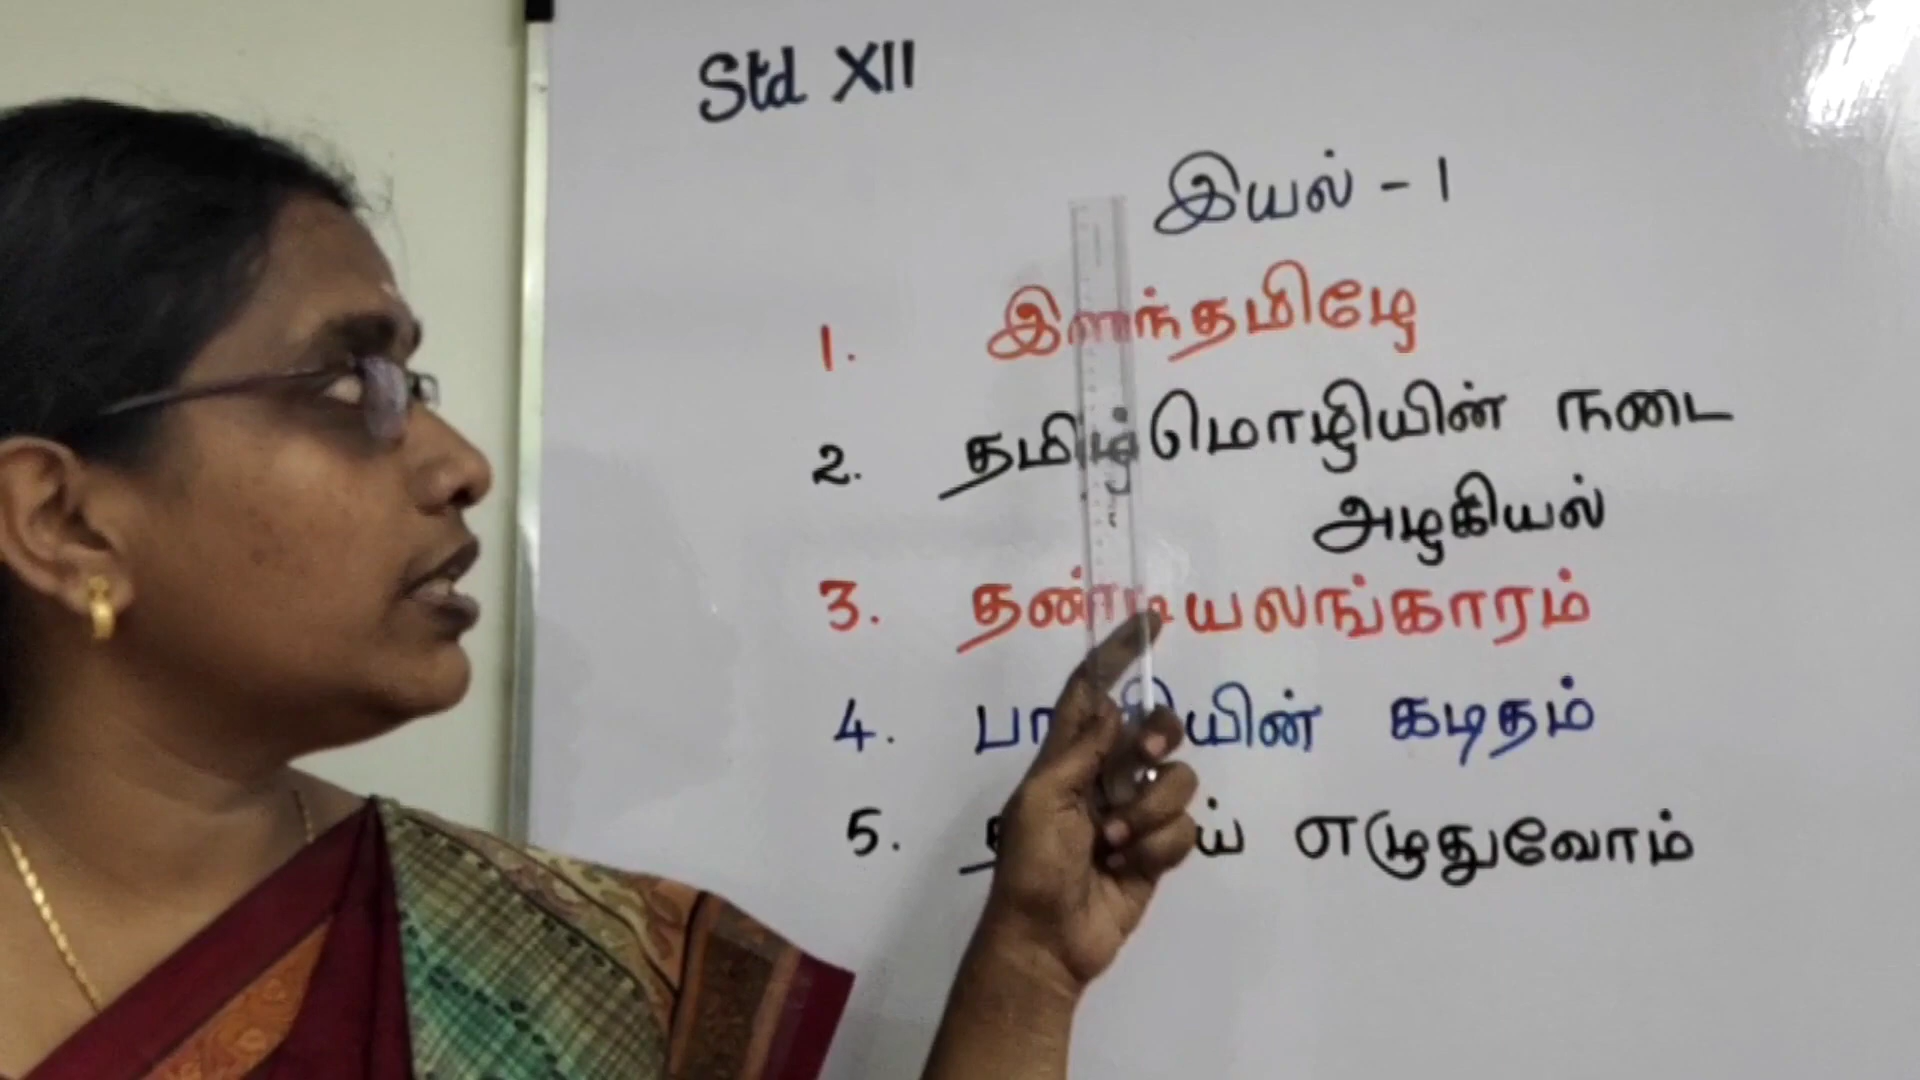 Std XII
இயல் - 1
1. இளந்தமிழே
2. தமிழ்மொழியின் நடை
அழகியல்
3. தண்டியலங்காரம்
4. கடிதம்
5. எழுதுவோம்